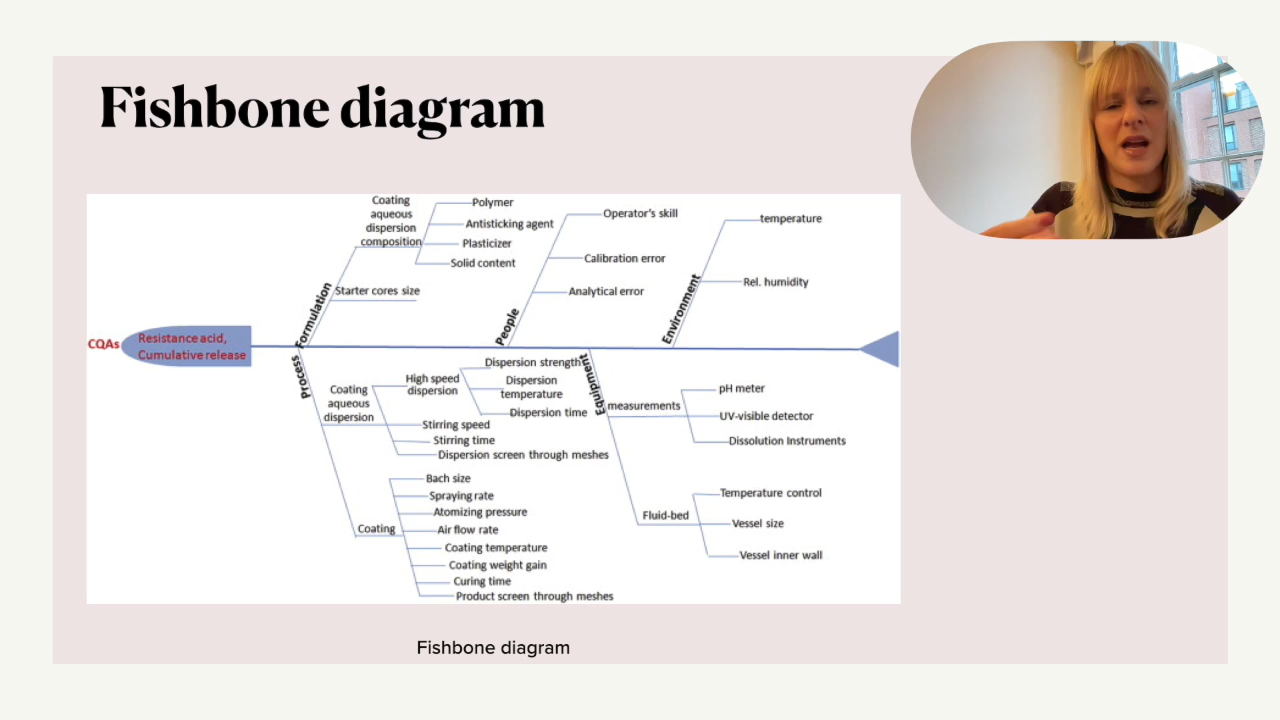 Fishbone diagram
Coating
aqueous
dispersion
composition
Polymer
Antisticking agent
Plasticizer
Solid content
Starter cores size
Formulation
Operator's skill
Calibration error
Analytical error
People
temperature
Rel. humidity
Environment
CQAs
Resistance acid,
Cumulative release
Process
Coating
aqueous
dispersion
High speed
dispersion
Dispersion strength
Dispersion
temperature
Dispersion time
Stirring speed
Stirring time
Dispersion screen through meshes
Coating
Bach size
Spraying rate
Atomizing pressure
Air flow rate
Coating temperature
Coating weight gain
Curing time
Product screen through meshes
Equipment
measurements
pH meter
UV-visible detector
Dissolution Instruments
Fluid-bed
Temperature control
Vessel size
Vessel inner wall
Fishbone diagram